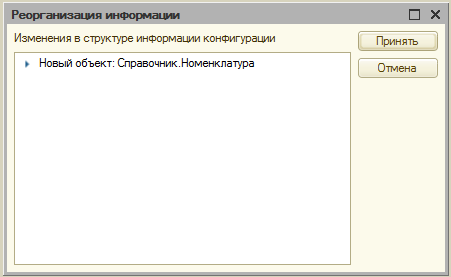 Реорганизация информации
Изменения в структуре информации конфигурации
Принять
Новый объект: Справочник.Номенклатура
Отмена